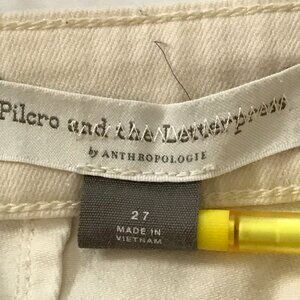 Pilcro and the Letterpress
by ANTHROPOLOGIE
27
MADE IN
VIETNAM